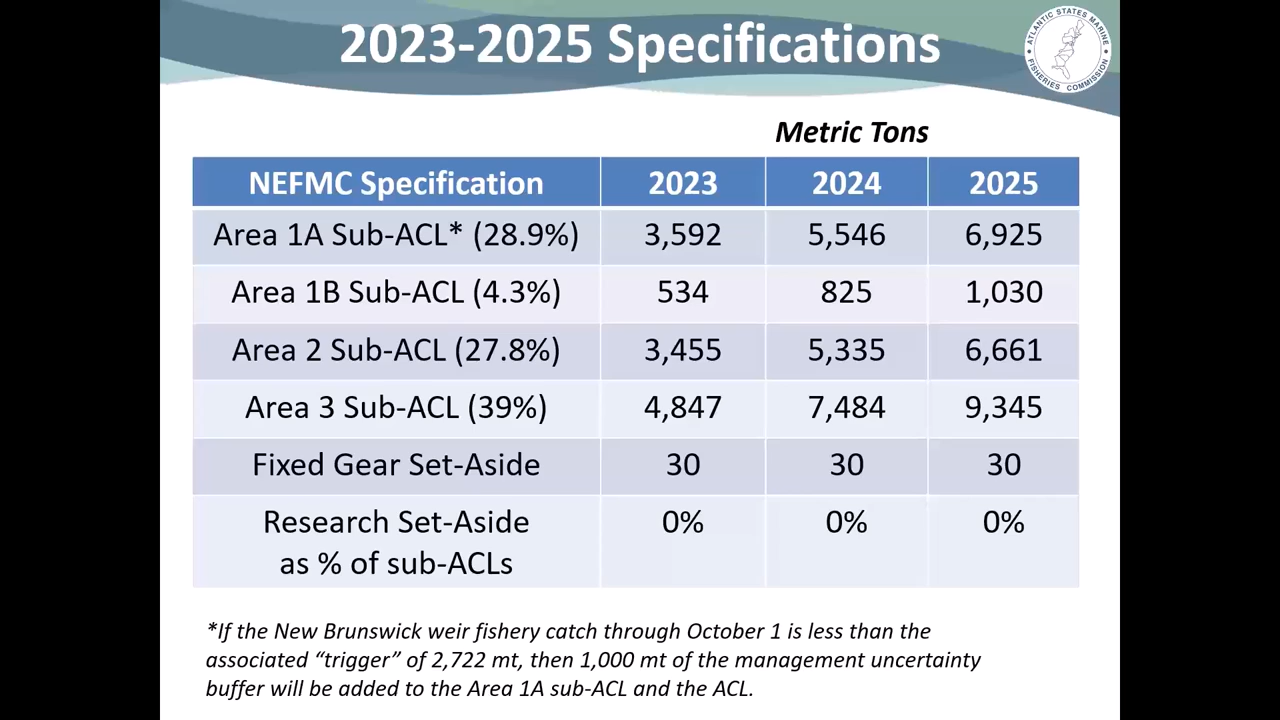 2023-2025 Specifications
ATLANTIC STATES MARINE
FISHERIES COMMISSION
Metric Tons
NEFMC Specification 2023 2024 2025
Area 1A Sub-ACL* (28.9%) 3,592 5,546 6,925
Area 1B Sub-ACL (4.3%) 534 825 1,030
Area 2 Sub-ACL (27.8%) 3,455 5,335 6,661
Area 3 Sub-ACL (39%) 4,847 7,484 9,345
Fixed Gear Set-Aside 30 30 30
Research Set-Aside 0% 0% 0%
as % of sub-ACLs
*If the New Brunswick weir fishery catch through October 1 is less than the
associated “trigger” of 2,722 mt, then 1,000 mt of the management uncertainty
buffer will be added to the Area 1A sub-ACL and the ACL.